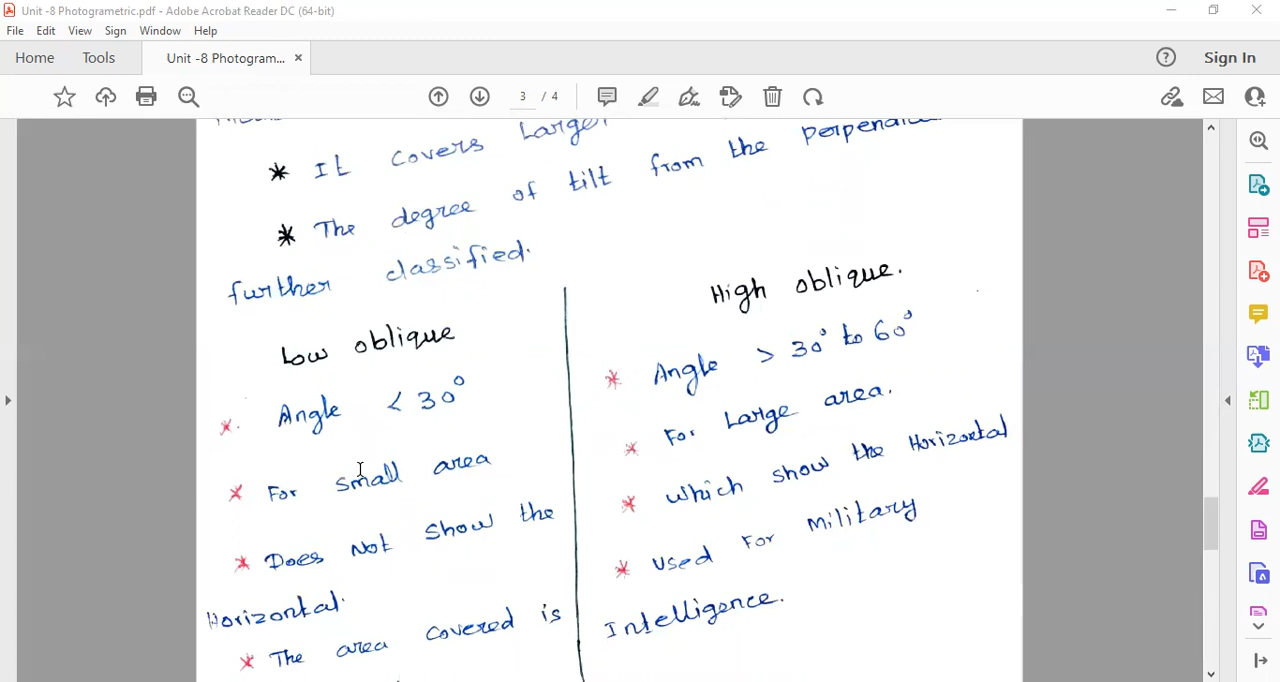 Unit -8 Photogrametric.pdf - Adobe Acrobat Reader DC (64-bit)
File Edit View Sign Window Help
Home Tools Unit -8 Photogram... × Sign In
3 / 4
* It covers Larger
* The degree of tilt from the
further classified.
Low oblique
* Angle < 30°
* For small area
* Does Not show the
Horizontal.
* The area covered is
High oblique.
* Angle > 30° to 60°
* For Large area.
* which show the Horizontal
* used For Military
Intelligence.